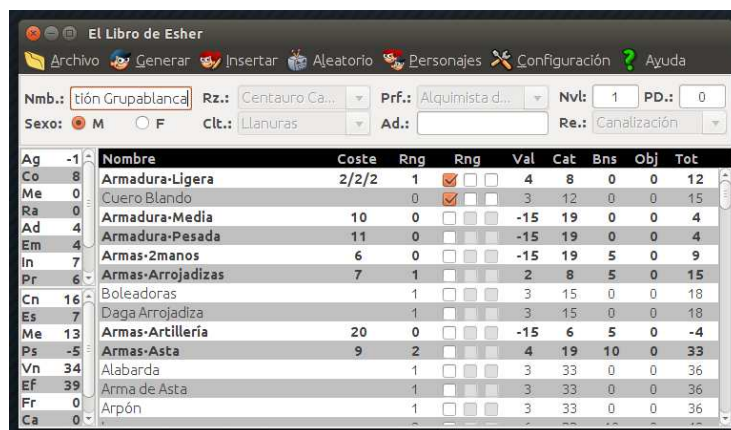 El Libro de Esher
Archivo Generar Insertar Aleatorio Personajes Configuración Ayuda
Nmb.: tión Grupablanca Rz.: Centauro Ca... Prf.: Alquimista d... Nvl: 1 PD.: 0
Sexo: M F Clt.: Llanuras Ad.: Re.: Canalización
Ag -1 Nombre Coste Rng Rng Val Cat Bns Obj Tot
Co 8 Armadura·Ligera 2/2/2 1 4 8 0 0 12
Me 0 Cuero Blando 0 3 12 0 0 15
Ra 0 Armadura·Media 10 0 -15 19 0 0 4
Ad 4 Armadura·Pesada 11 0 -15 19 0 0 4
Em 4 Armas·2manos 6 0 -15 19 5 0 9
In 7 Armas·Arrojadizas 7 1 2 8 5 0 15
Pr 6 Boleadoras 1 3 15 0 0 18
Cn 16 Daga Arrojadiza 1 3 15 0 0 18
Es 7 Armas·Artillería 20 0 -15 6 5 0 -4
Me 13 Armas·Asta 9 2 4 19 10 0 33
Ps -5 Alabarda 1 3 33 0 0 36
Vn 34 Arma de Asta 1 3 33 0 0 36
Ef 39 Arpón 1 3 33 0 0 36
Fr 0
Ca 0